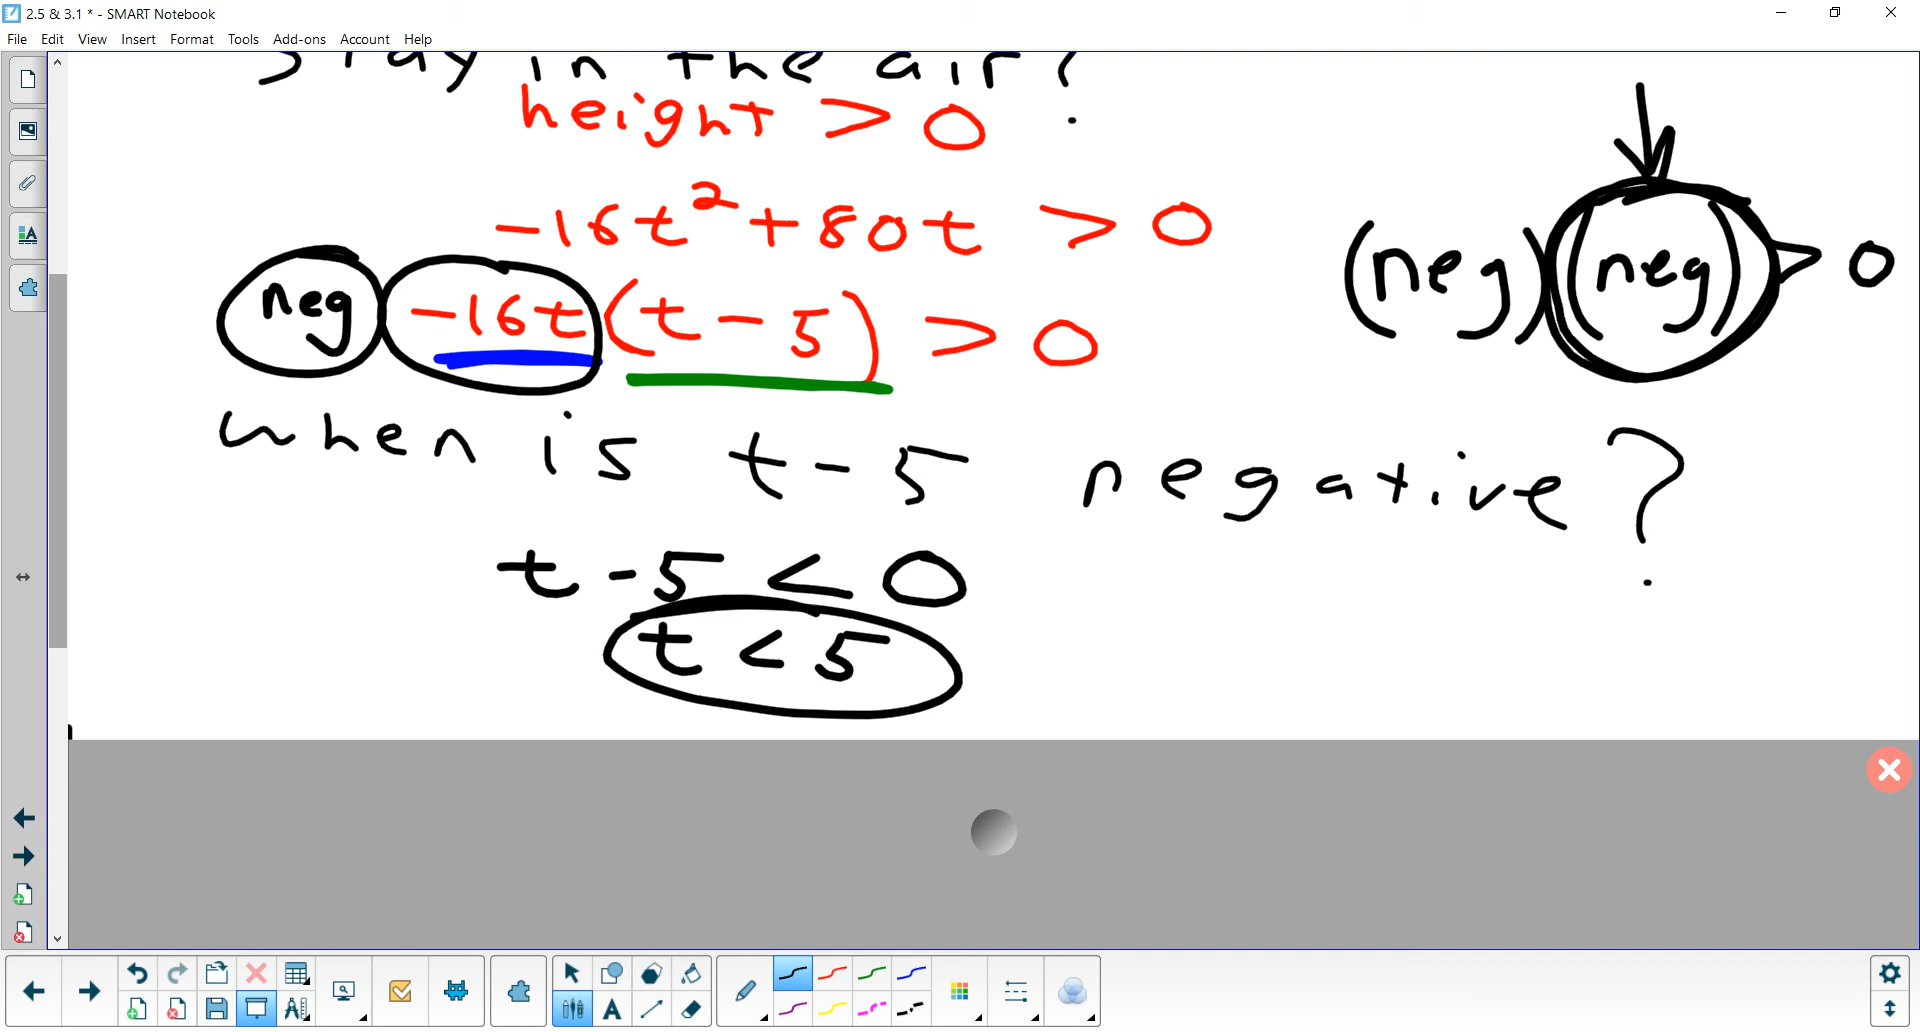 2.5 & 3.1 * - SMART Notebook
File Edit View Insert Format Tools Add-ons Account Help
stay in the air?
height > 0
-16t² + 80t > 0
(neg)(neg) > 0
neg -16t(t - 5) > 0
when is t - 5 negative?
t - 5 < 0
t < 5